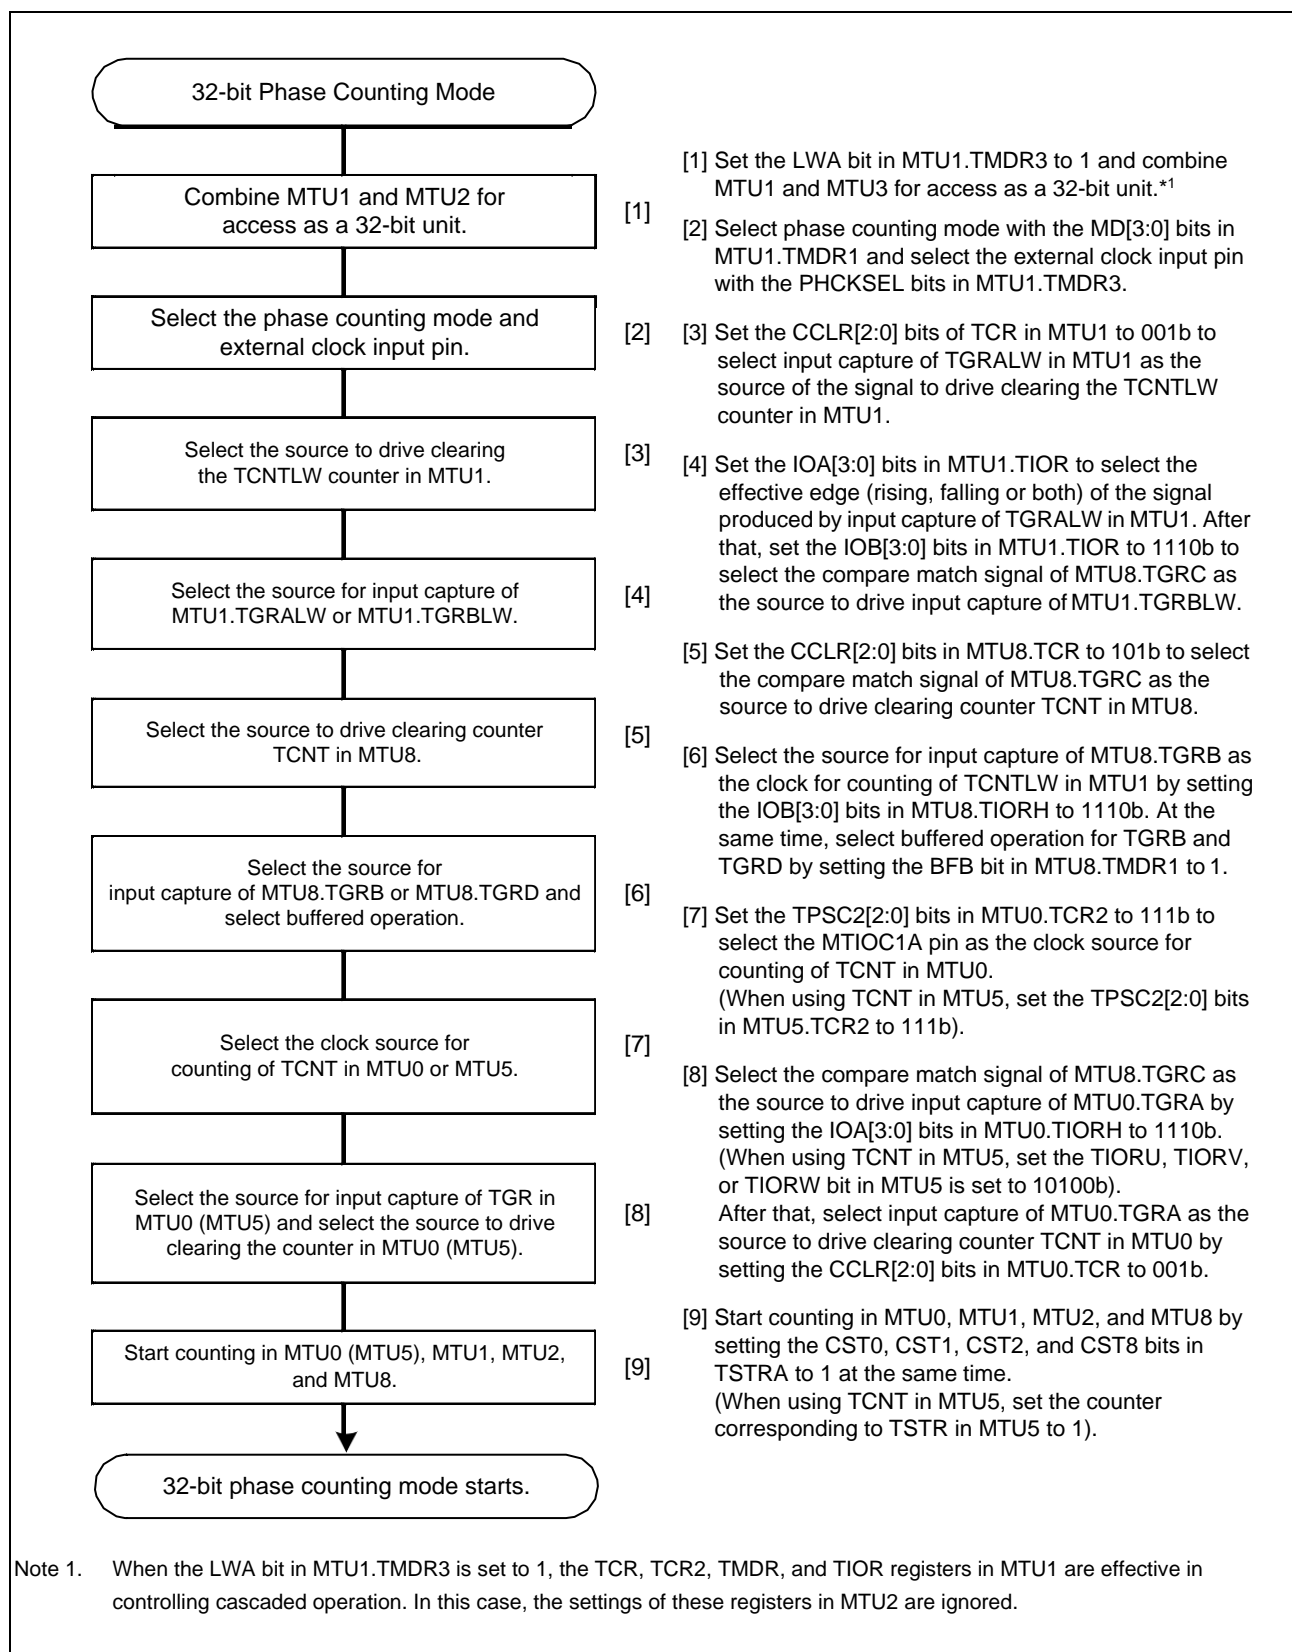 32-bit Phase Counting Mode
Combine MTU1 and MTU2 for
access as a 32-bit unit.
[1]
Select the phase counting mode and
external clock input pin.
[2]
Select the source to drive clearing
the TCNTLW counter in MTU1.
[3]
Select the source for input capture of
MTU1.TGRALW or MTU1.TGRBLW.
[4]
Select the source to drive clearing counter
TCNT in MTU8.
[5]
Select the source for
input capture of MTU8.TGRB or MTU8.TGRD and
select buffered operation.
[6]
Select the clock source for
counting of TCNT in MTU0 or MTU5.
[7]
Select the source for input capture of TGR in
MTU0 (MTU5) and select the source to drive
clearing the counter in MTU0 (MTU5).
[8]
Start counting in MTU0 (MTU5), MTU1, MTU2,
and MTU8.
[9]
32-bit phase counting mode starts.
[1] Set the LWA bit in MTU1.TMDR3 to 1 and combine
MTU1 and MTU3 for access as a 32-bit unit.*1
[2] Select phase counting mode with the MD[3:0] bits in
MTU1.TMDR1 and select the external clock input pin
with the PHCKSEL bits in MTU1.TMDR3.
[3] Set the CCLR[2:0] bits of TCR in MTU1 to 001b to
select input capture of TGRALW in MTU1 as the
source of the signal to drive clearing the TCNTLW
counter in MTU1.
[4] Set the IOA[3:0] bits in MTU1.TIOR to select the
effective edge (rising, falling or both) of the signal
produced by input capture of TGRALW in MTU1. After
that, set the IOB[3:0] bits in MTU1.TIOR to 1110b to
select the compare match signal of MTU8.TGRC as
the source to drive input capture of MTU1.TGRBLW.
[5] Set the CCLR[2:0] bits in MTU8.TCR to 101b to select
the compare match signal of MTU8.TGRC as the
source to drive clearing counter TCNT in MTU8.
[6] Select the source for input capture of MTU8.TGRB as
the clock for counting of TCNTLW in MTU1 by setting
the IOB[3:0] bits in MTU8.TIORH to 1110b. At the
same time, select buffered operation for TGRB and
TGRD by setting the BFB bit in MTU8.TMDR1 to 1.
[7] Set the TPSC2[2:0] bits in MTU0.TCR2 to 111b to
select the MTIOC1A pin as the clock source for
counting of TCNT in MTU0.
(When using TCNT in MTU5, set the TPSC2[2:0] bits
in MTU5.TCR2 to 111b).
[8] Select the compare match signal of MTU8.TGRC as
the source to drive input capture of MTU0.TGRA by
setting the IOA[3:0] bits in MTU0.TIORH to 1110b.
(When using TCNT in MTU5, set the TIORU, TIORV,
or TIORW bit in MTU5 is set to 10100b).
After that, select input capture of MTU0.TGRA as the
source to drive clearing counter TCNT in MTU0 by
setting the CCLR[2:0] bits in MTU0.TCR to 001b.
[9] Start counting in MTU0, MTU1, MTU2, and MTU8 by
setting the CST0, CST1, CST2, and CST8 bits in
TSTRA to 1 at the same time.
(When using TCNT in MTU5, set the counter
corresponding to TSTR in MTU5 to 1).
Note 1. When the LWA bit in MTU1.TMDR3 is set to 1, the TCR, TCR2, TMDR, and TIOR registers in MTU1 are effective in
controlling cascaded operation. In this case, the settings of these registers in MTU2 are ignored.